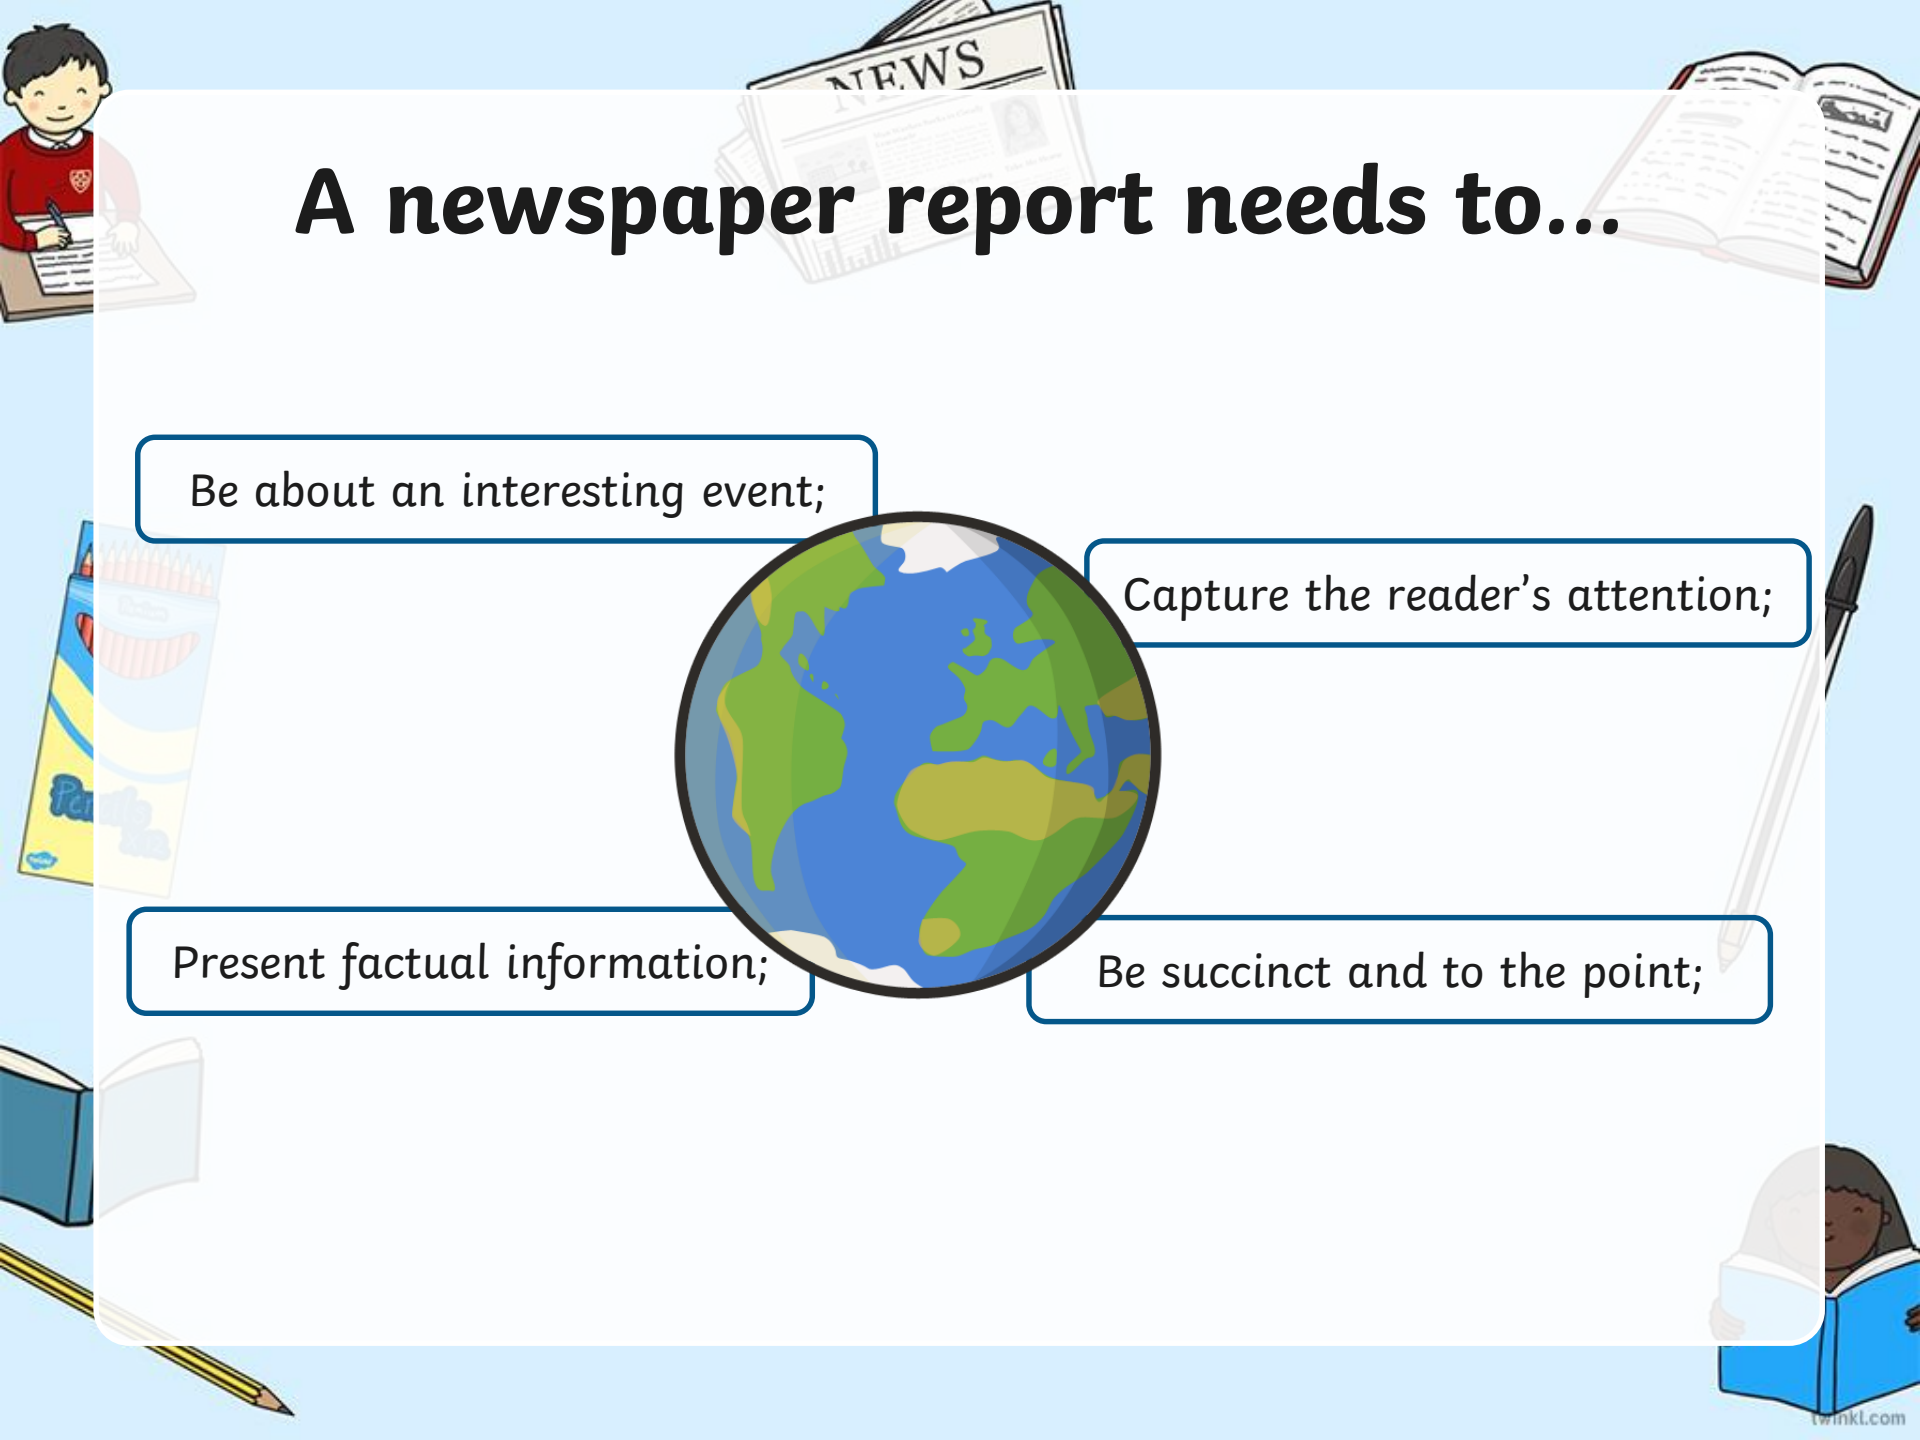 NEWS
A newspaper report needs to...
Be about an interesting event;
Capture the reader’s attention;
Present factual information;
Be succinct and to the point;
twinkl.com